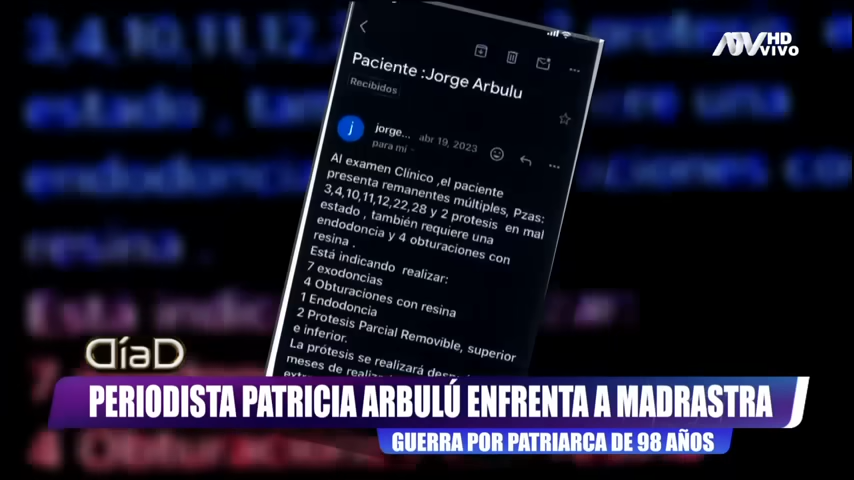 ATV HD
VIVO
Paciente :Jorge Arbulu
Recibidos
j
jorge... abr 19, 2023
para mi
Al examen Clínico ,el paciente
presenta remanentes múltiples, Pzas:
3,4,10,11,12,22,28 y 2 protesis en mal
estado , también requiere una
endodoncia y 4 obturaciones con
resina .
Está indicando realizar:
7 exodoncias
4 Obturaciones con resina
1 Endodoncia
2 Protesis Parcial Removible, superior
e inferior.
La prótesis se realizará
meses de
DíaD
PERIODISTA PATRICIA ARBULÚ ENFRENTA A MADRASTRA
GUERRA POR PATRIARCA DE 98 AÑOS